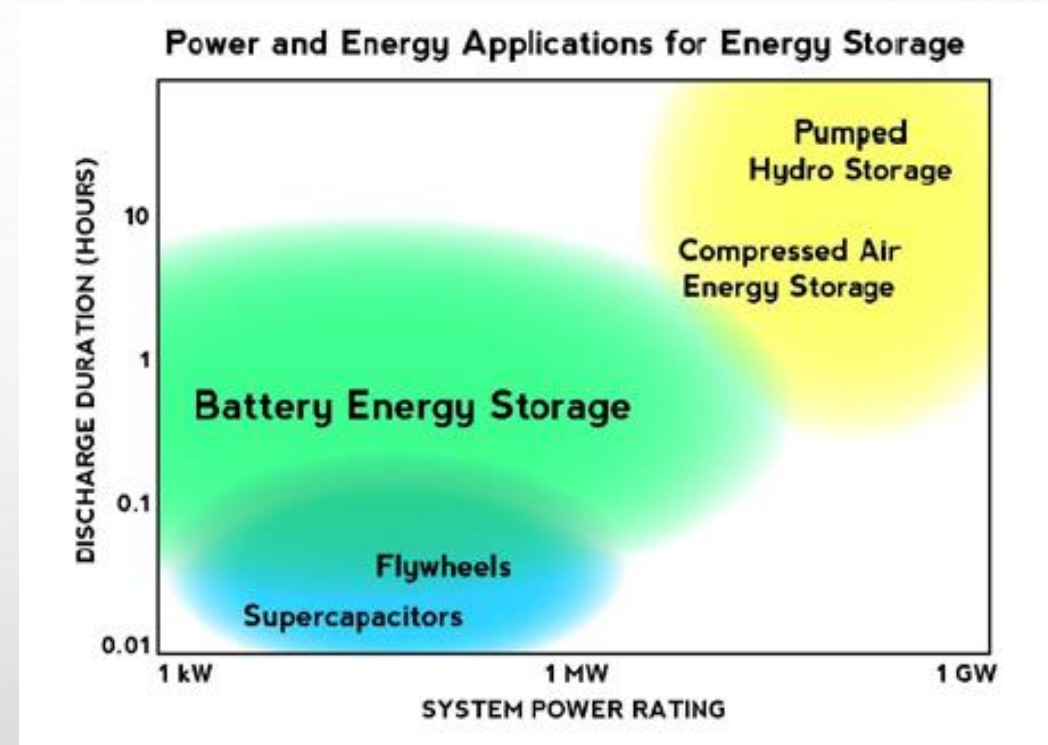 Power and Energy Applications for Energy Storage
Pumped
Hydro Storage
Compressed Air
Energy Storage
Battery Energy Storage
Flywheels
Supercapacitors
DISCHARGE DURATION (HOURS)
10
1
0.1
0.01
1 kW
1 MW
1 GW
SYSTEM POWER RATING